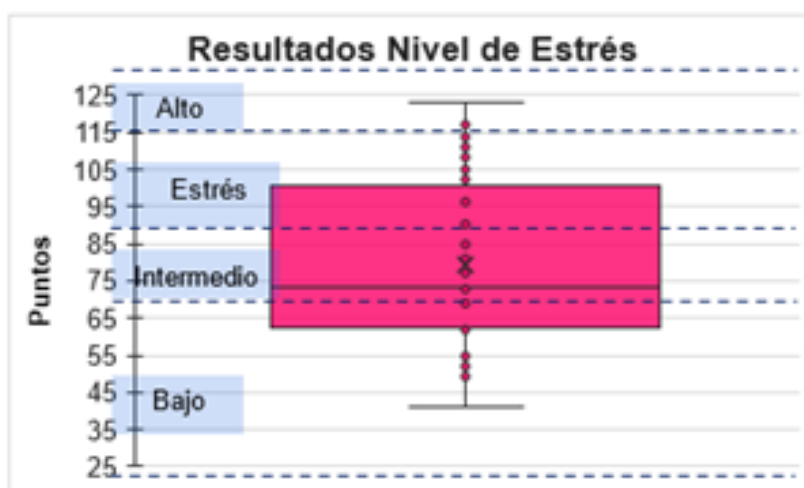 Resultados Nivel de Estrés
125
Alto
115
105
Estrés
95
85
Intermedio
75
65
55
45
Bajo
35
25
Puntos